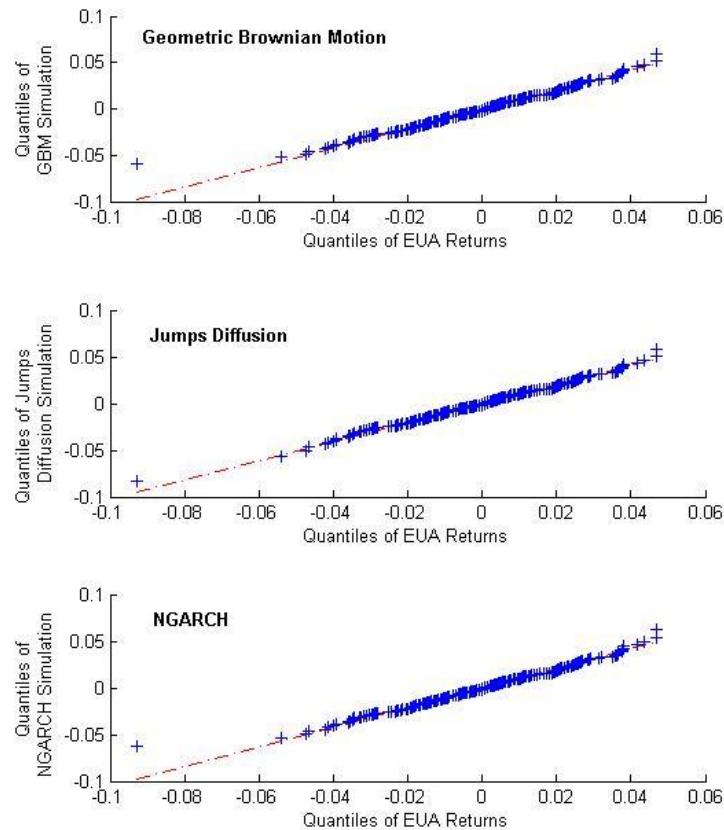 Geometric Brownian Motion
Quantiles of
GBM Simulation
0.1
0.05
0
-0.05
-0.1
-0.1 -0.08 -0.06 -0.04 -0.02 0 0.02 0.04 0.06
Quantiles of EUA Returns
Jumps Diffusion
Quantiles of Jumps
Diffusion Simulation
0.1
0.05
0
-0.05
-0.1
-0.1 -0.08 -0.06 -0.04 -0.02 0 0.02 0.04 0.06
Quantiles of EUA Returns
NGARCH
Quantiles of
NGARCH Simulation
0.1
0.05
0
-0.05
-0.1
-0.1 -0.08 -0.06 -0.04 -0.02 0 0.02 0.04 0.06
Quantiles of EUA Returns